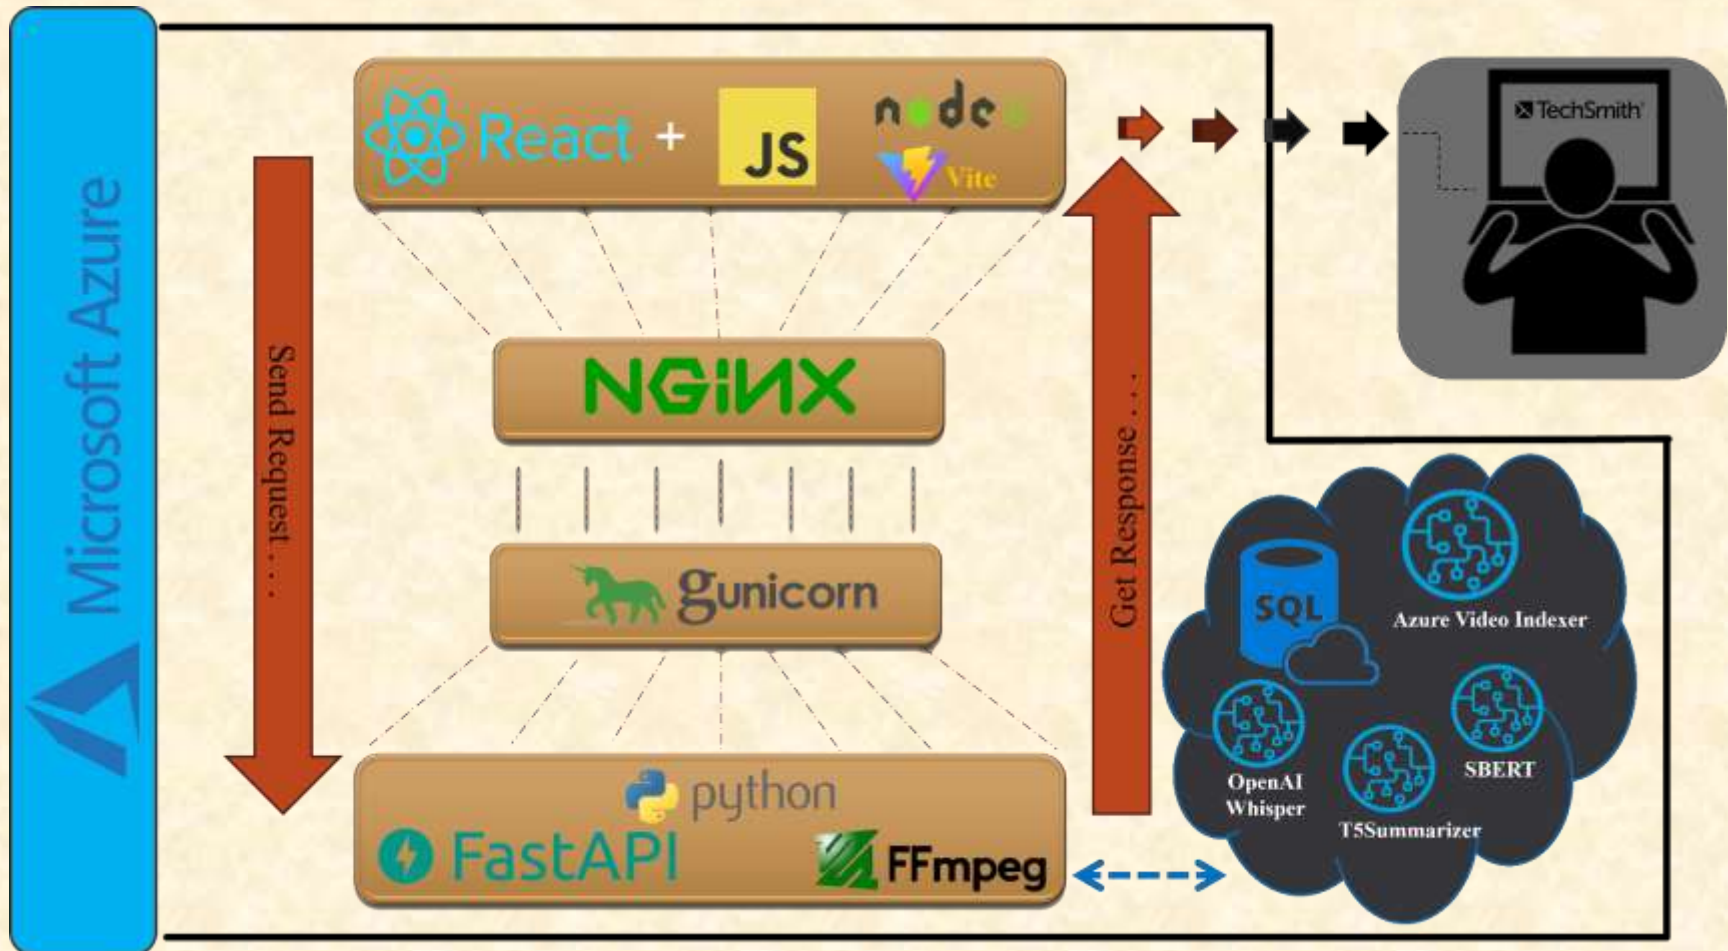 Microsoft Azure
React +
JS
node
Vite
TechSmith
Send Request . . . .
NGiNX
gunicorn
Get Response . . .
SQL
Azure Video Indexer
OpenAI
Whisper
SBERT
T5Summarizer
python
FastAPI
FFmpeg